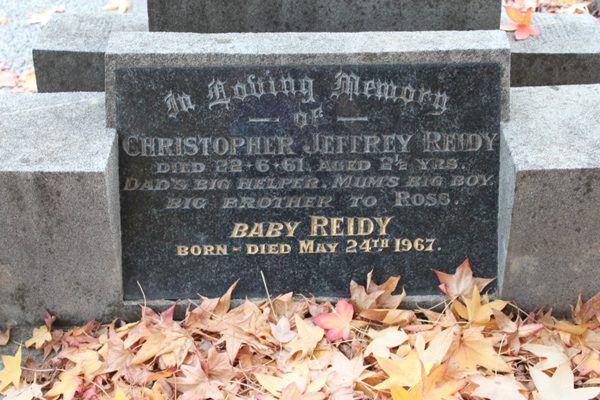 In Loving Memory
— of —
CHRISTOPHER JEFFREY REIDY
DIED 22·6·61. AGED 2½ YRS.
DAD'S BIG HELPER. MUM'S BIG BOY.
BIG BROTHER TO ROSS.
BABY REIDY
BORN - DIED MAY 24TH. 1967.